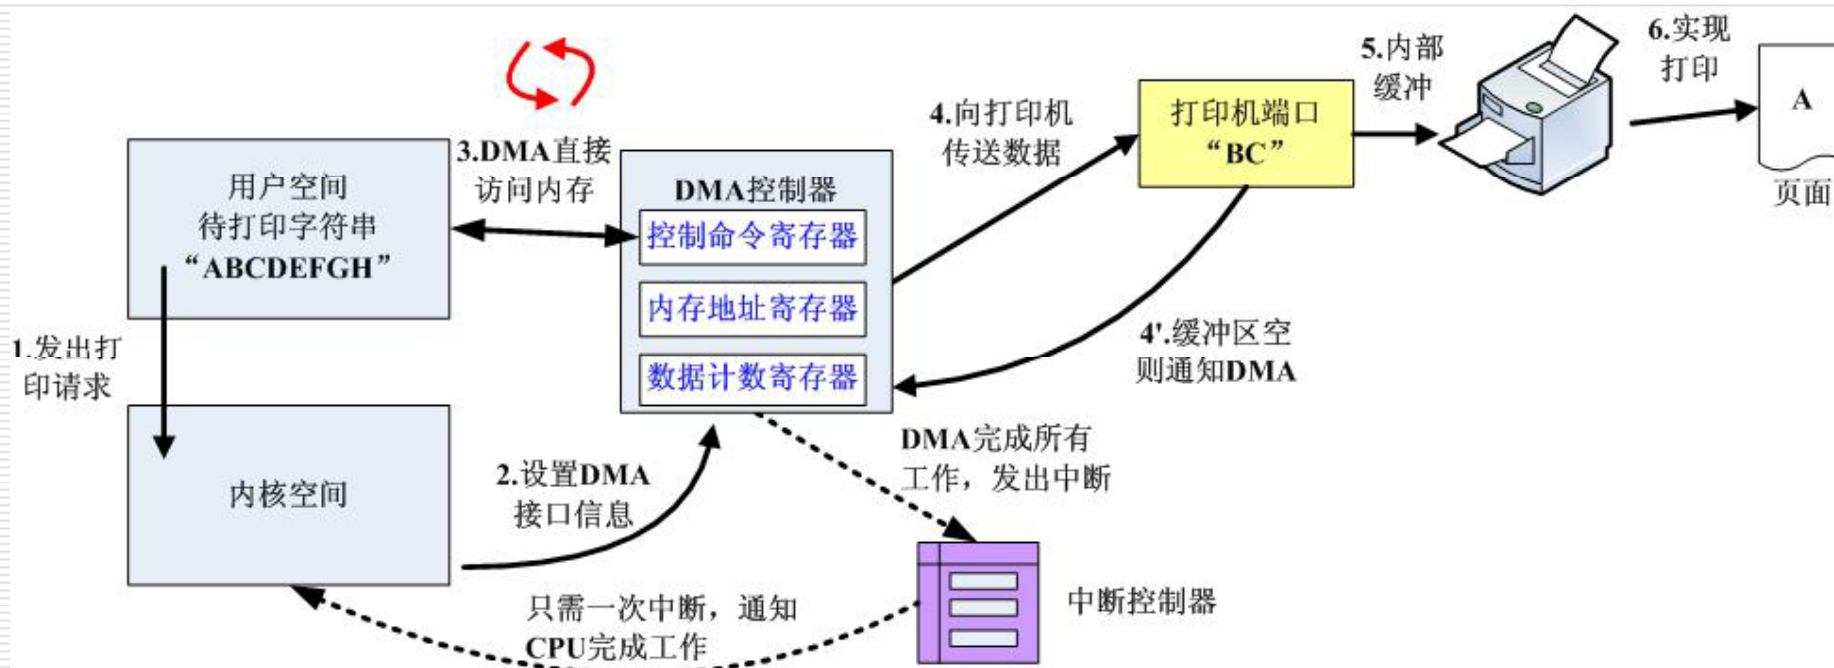 用户空间
待打印字符串
“ABCDEFGH”
1.发出打
印请求
内核空间
2.设置DMA
接口信息
3.DMA直接
访问内存
DMA控制器
控制命令寄存器
内存地址寄存器
数据计数寄存器
4.向打印机
传送数据
打印机端口
“BC”
4'.缓冲区空
则通知DMA
5.内部
缓冲
6.实现
打印
A
页面
DMA完成所有
工作，发出中断
中断控制器
只需一次中断，通知
CPU完成工作